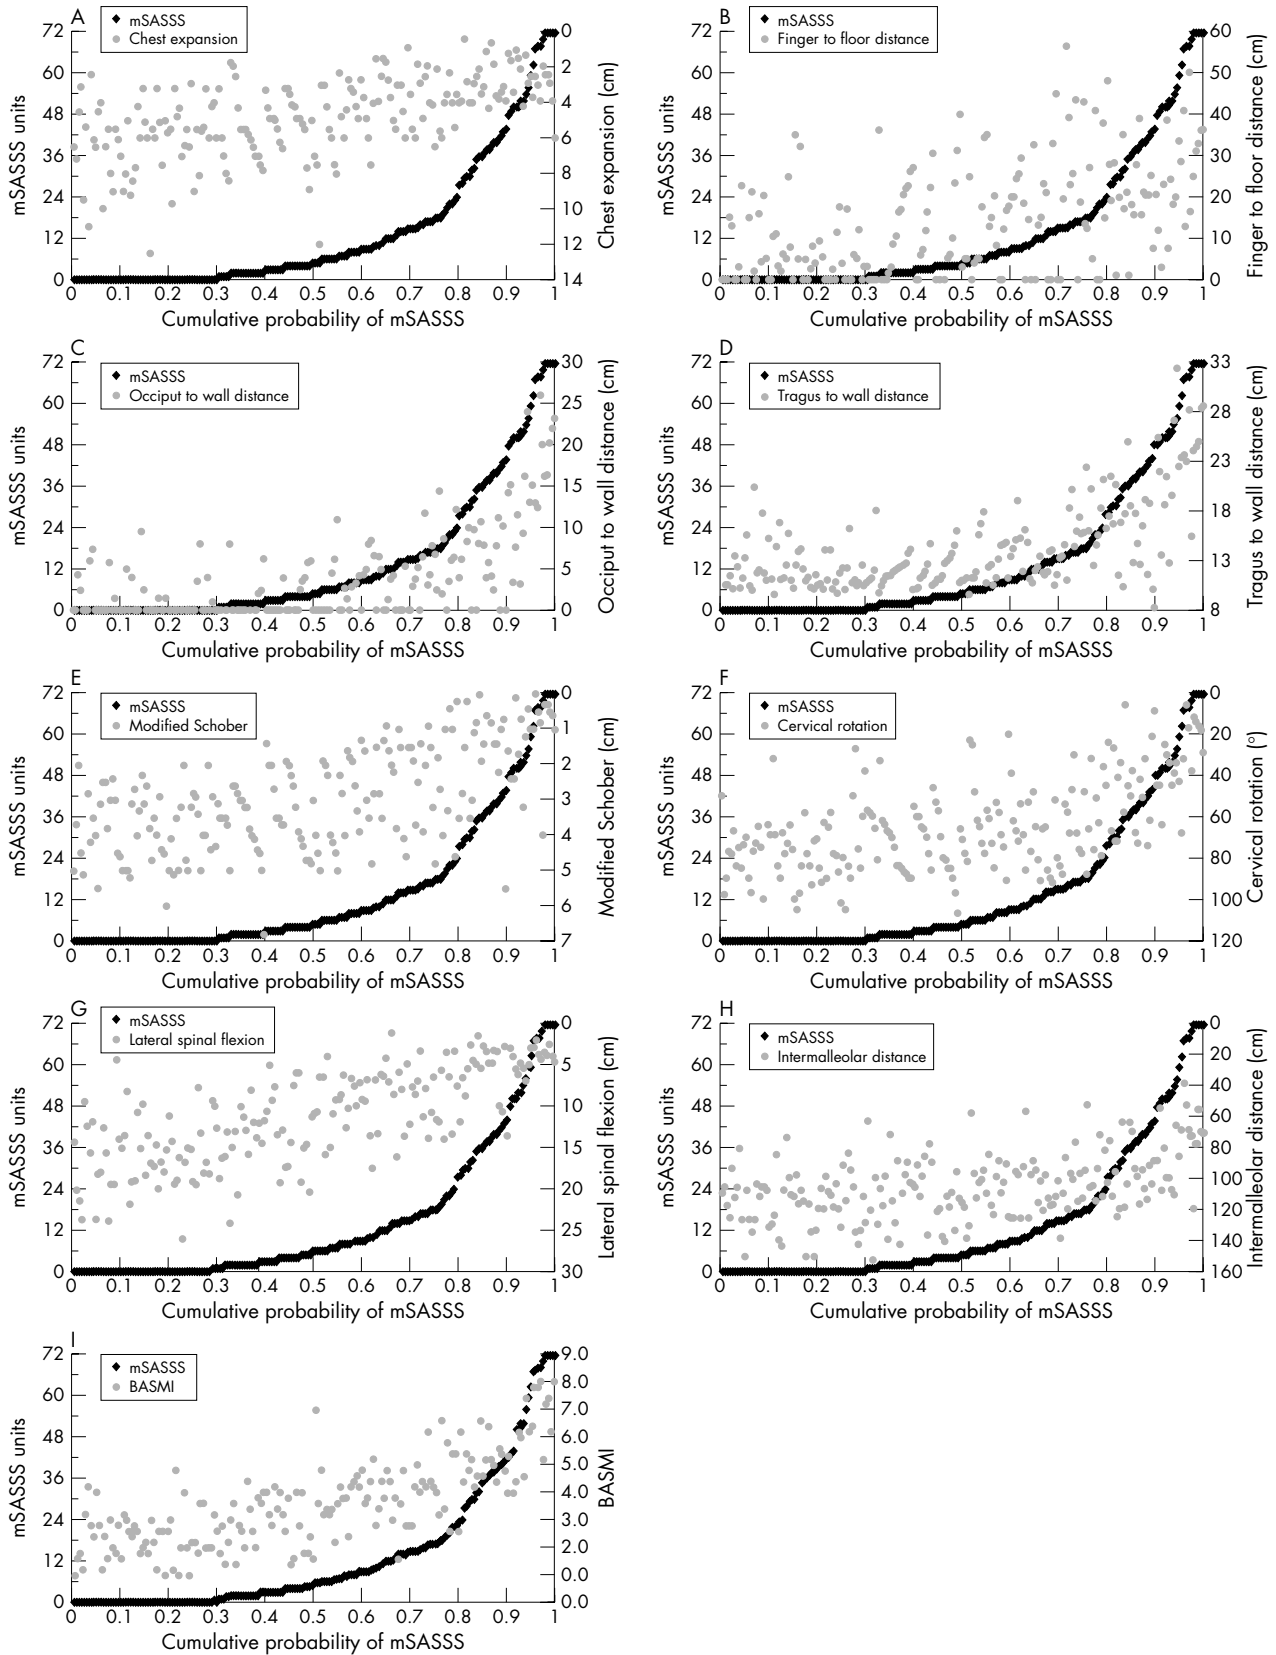 A
mSASSS
Chest expansion
72
60
48
36
24
12
0
mSASSS units
0
2
4
6
8
10
12
14
Chest expansion (cm)
0 0.1 0.2 0.3 0.4 0.5 0.6 0.7 0.8 0.9 1
Cumulative probability of mSASSS
B
mSASSS
Finger to floor distance
72
60
48
36
24
12
0
mSASSS units
60
50
40
30
20
10
0
Finger to floor distance (cm)
0 0.1 0.2 0.3 0.4 0.5 0.6 0.7 0.8 0.9 1
Cumulative probability of mSASSS
C
mSASSS
Occiput to wall distance
72
60
48
36
24
12
0
mSASSS units
30
25
20
15
10
5
0
Occiput to wall distance (cm)
0 0.1 0.2 0.3 0.4 0.5 0.6 0.7 0.8 0.9 1
Cumulative probability of mSASSS
D
mSASSS
Tragus to wall distance
72
60
48
36
24
12
0
mSASSS units
33
28
23
18
13
8
Tragus to wall distance (cm)
0 0.1 0.2 0.3 0.4 0.5 0.6 0.7 0.8 0.9 1
Cumulative probability of mSASSS
E
mSASSS
Modified Schober
72
60
48
36
24
12
0
mSASSS units
0
1
2
3
4
5
6
7
Modified Schober (cm)
0 0.1 0.2 0.3 0.4 0.5 0.6 0.7 0.8 0.9 1
Cumulative probability of mSASSS
F
mSASSS
Cervical rotation
72
60
48
36
24
12
0
mSASSS units
0
20
40
60
80
100
120
Cervical rotation (°)
0 0.1 0.2 0.3 0.4 0.5 0.6 0.7 0.8 0.9 1
Cumulative probability of mSASSS
G
mSASSS
Lateral spinal flexion
72
60
48
36
24
12
0
mSASSS units
0
5
10
15
20
25
30
Lateral spinal flexion (cm)
0 0.1 0.2 0.3 0.4 0.5 0.6 0.7 0.8 0.9 1
Cumulative probability of mSASSS
H
mSASSS
Intermalleolar distance
72
60
48
36
24
12
0
mSASSS units
0
20
40
60
80
100
120
140
160
Intermalleolar distance (cm)
0 0.1 0.2 0.3 0.4 0.5 0.6 0.7 0.8 0.9 1
Cumulative probability of mSASSS
I
mSASSS
BASMI
72
60
48
36
24
12
0
mSASSS units
9.0
8.0
7.0
6.0
5.0
4.0
3.0
2.0
0.0
0.0
BASMI
0 0.1 0.2 0.3 0.4 0.5 0.6 0.7 0.8 0.9 1
Cumulative probability of mSASSS